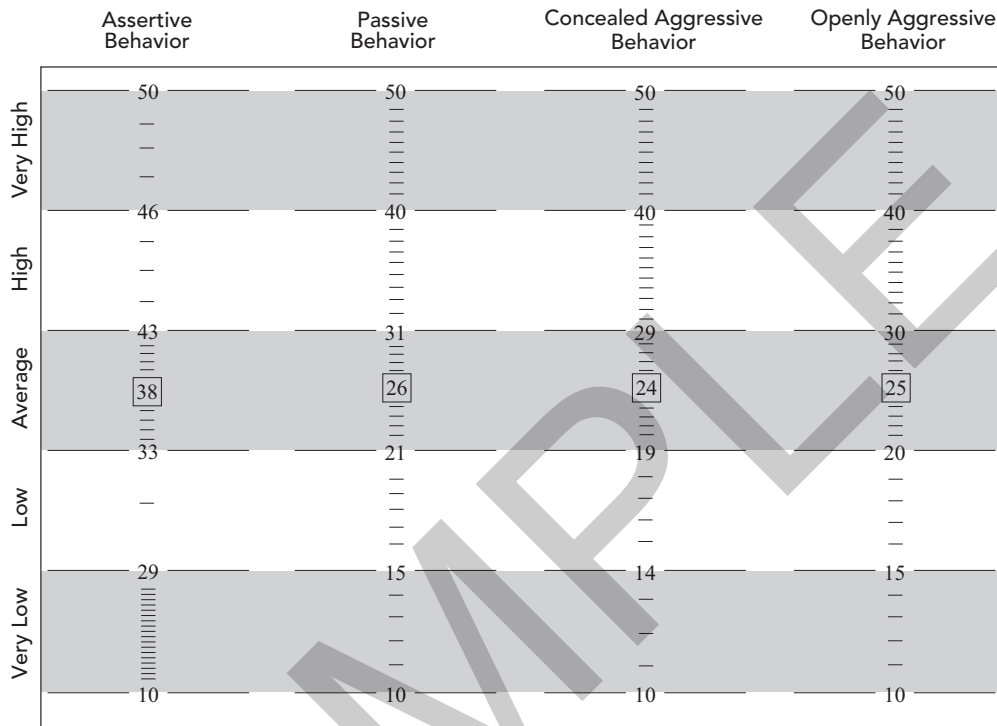 Assertive Behavior
Passive Behavior
Concealed Aggressive Behavior
Openly Aggressive Behavior
Very High
50 50 50 50
46 40 40 40
High
43 31 29 30
Average
38 26 24 25
33 21 19 20
Low
29 15 14 15
Very Low
10 10 10 10
MPLE